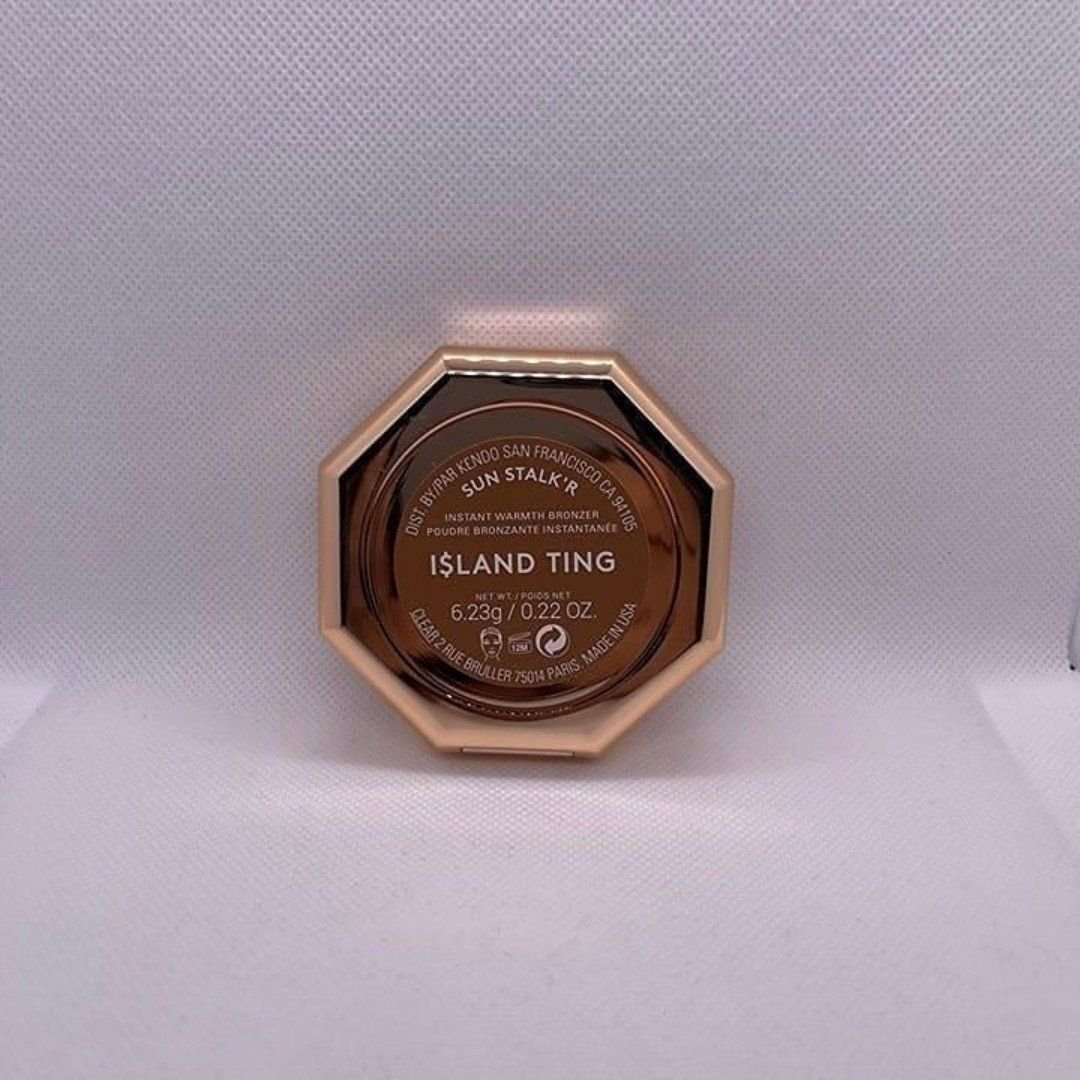 DIST. BY/PAR KENDO SAN FRANCISCO CA 94105
SUN STALK'R
INSTANT WARMTH BRONZER
POUDRE BRONZANTE INSTANTANÉE
I$LAND TING
NET WT. / POIDS NET
6.23g / 0.22 OZ.
12M
CLEAR 2 RUE BRULLER 75014 PARIS. MADE IN USA